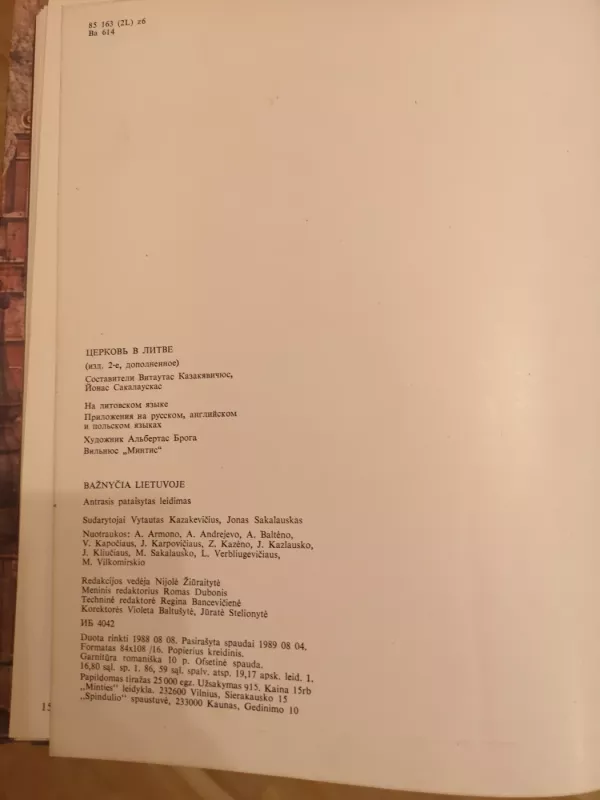 85 163 (2L) z6
Ba 614
ЦЕРКОВЬ В ЛИТВЕ
(изд. 2-е, дополненное)
Составители Витаутас Казакявичюс,
Йонас Сакалаускас
На литовском языке
Приложения на русском, английском
и польском языках
Художник Альбертас Брога
Вильнюс „Минтис“
BAŽNYČIA LIETUVOJE
Antrasis pataisytas leidimas
Sudarytojai Vytautas Kazakevičius, Jonas Sakalauskas
Nuotraukos: A. Armono, A. Andrejevo, A. Baltėno,
V. Kapočiaus, J. Karpovičiaus, Z. Kazėno, J. Kazlausko,
J. Kliučiaus, M. Sakalausko, L. Verbliugevičiaus,
M. Vilkomirskio
Redakcijos vedėja Nijolė Žiūraitytė
Meninis redaktorius Romas Dubonis
Techninė redaktorė Regina Bancevičienė
Korektorės Violeta Baltušytė, Jūratė Stelionytė
ИБ 4042
Duota rinkti 1988 08 08. Pasirašyta spaudai 1989 08 04.
Formatas 84x108 /16. Popierius kreidinis.
Garnitūra romaniška 10 p. Ofsetinė spauda.
16,80 sąl. sp. l. 86, 59 sąl. spalv. atsp. 19,17 apsk. leid. l.
Papildomas tiražas 25 000 egz. Užsakymas 915. Kaina 15rb
„Minties“ leidykla. 232600 Vilnius, Sierakausko 15
„Spindulio“ spaustuvė, 233000 Kaunas, Gedimino 10
15